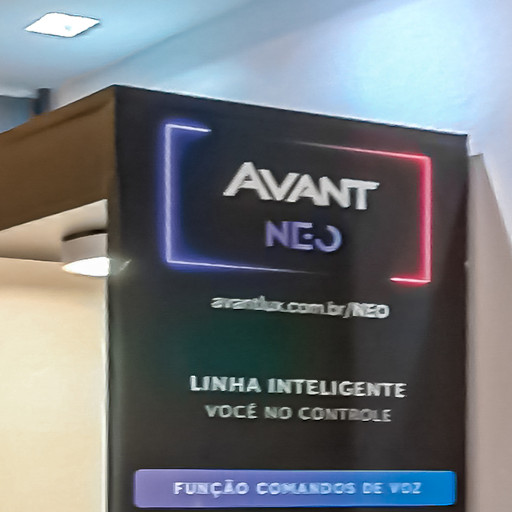 AVANT
NEO
avantlux.com.br/NEO
LINHA INTELIGENTE
VOCÊ NO CONTROLE
FUNÇÃO COMANDOS DE VOZ